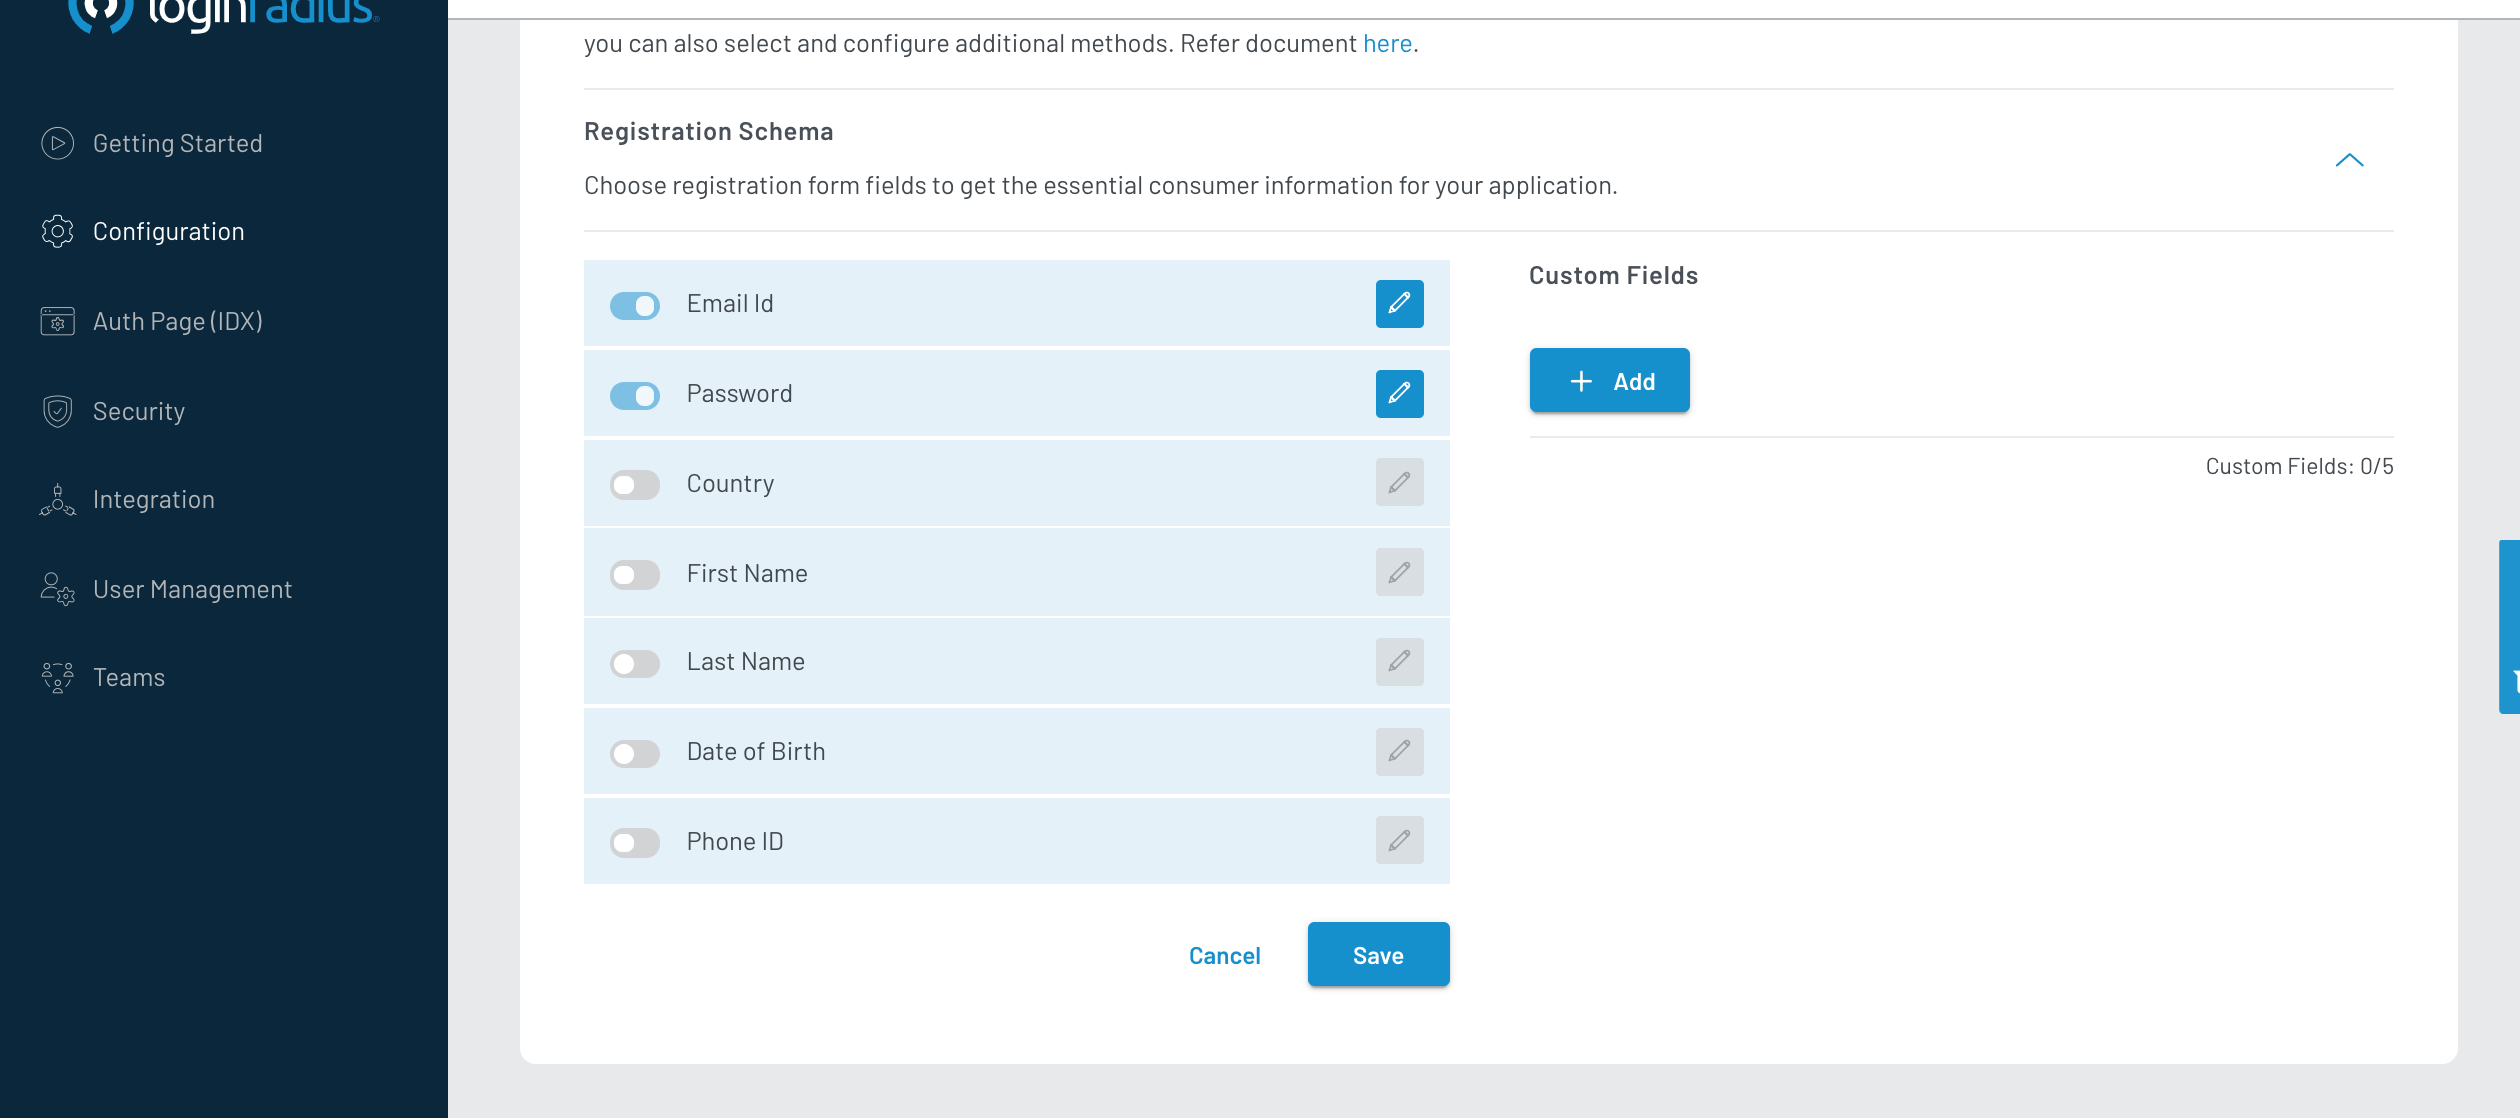 loginradius
Getting Started
Configuration
Auth Page (IDX)
Security
Integration
User Management
Teams
you can also select and configure additional methods. Refer document here.
Registration Schema
Choose registration form fields to get the essential consumer information for your application.
Email Id
Password
Country
First Name
Last Name
Date of Birth
Phone ID
Cancel
Save
Custom Fields
+ Add
Custom Fields: 0/5